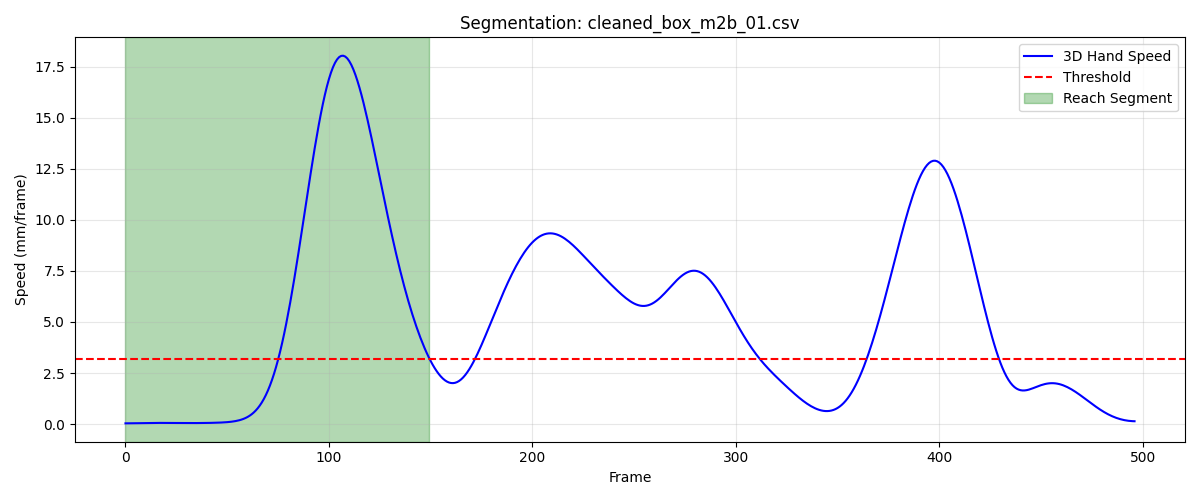 Segmentation: cleaned_box_m2b_01.csv
Speed (mm/frame)
17.5
15.0
12.5
10.0
7.5
5.0
2.5
0.0
3D Hand Speed
Threshold
Reach Segment
0 100 200 300 400 500
Frame